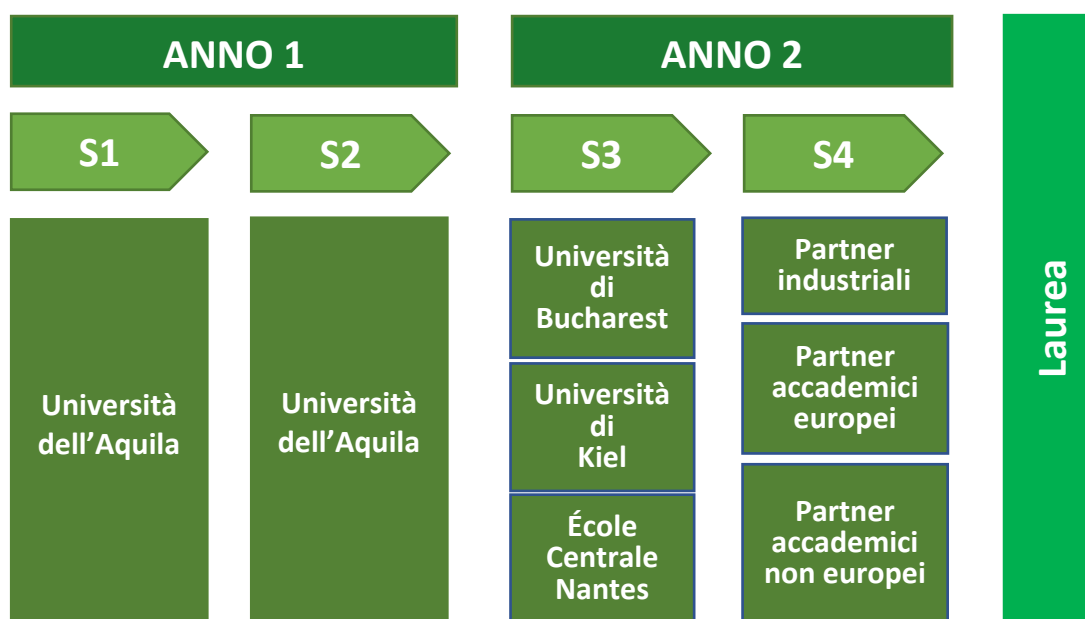 ANNO 1
ANNO 2
S1
S2
S3
S4
Università
dell’Aquila
Università
dell’Aquila
Università
di
Bucharest
Università
di
Kiel
École
Centrale
Nantes
Partner
industriali
Partner
accademici
europei
Partner
accademici
non europei
Laurea